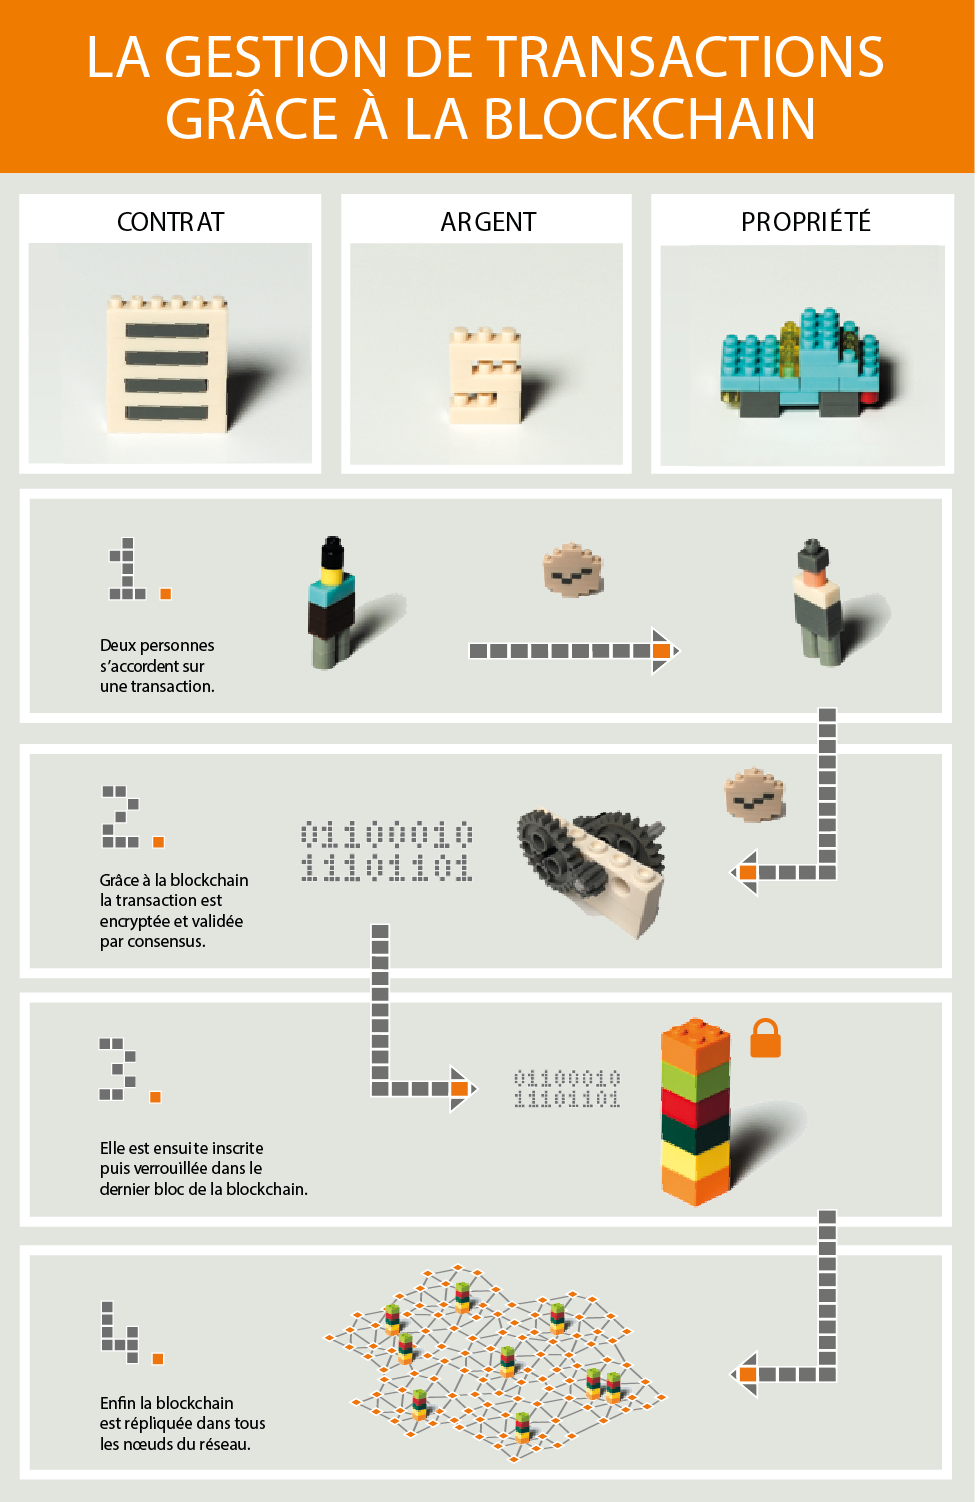 LA GESTION DE TRANSACTIONS
GRÂCE À LA BLOCKCHAIN
CONTRAT
ARGENT
PROPRIÉTÉ
1.
Deux personnes
s'accordent sur
une transaction.
2.
01100010
11101101
Grâce à la blockchain
la transaction est
encryptée et validée
par consensus.
3.
01100010
11101101
Elle est ensuite inscrite
puis verrouillée dans le
dernier bloc de la blockchain.
4.
Enfin la blockchain
est répliquée dans tous
les nœuds du réseau.